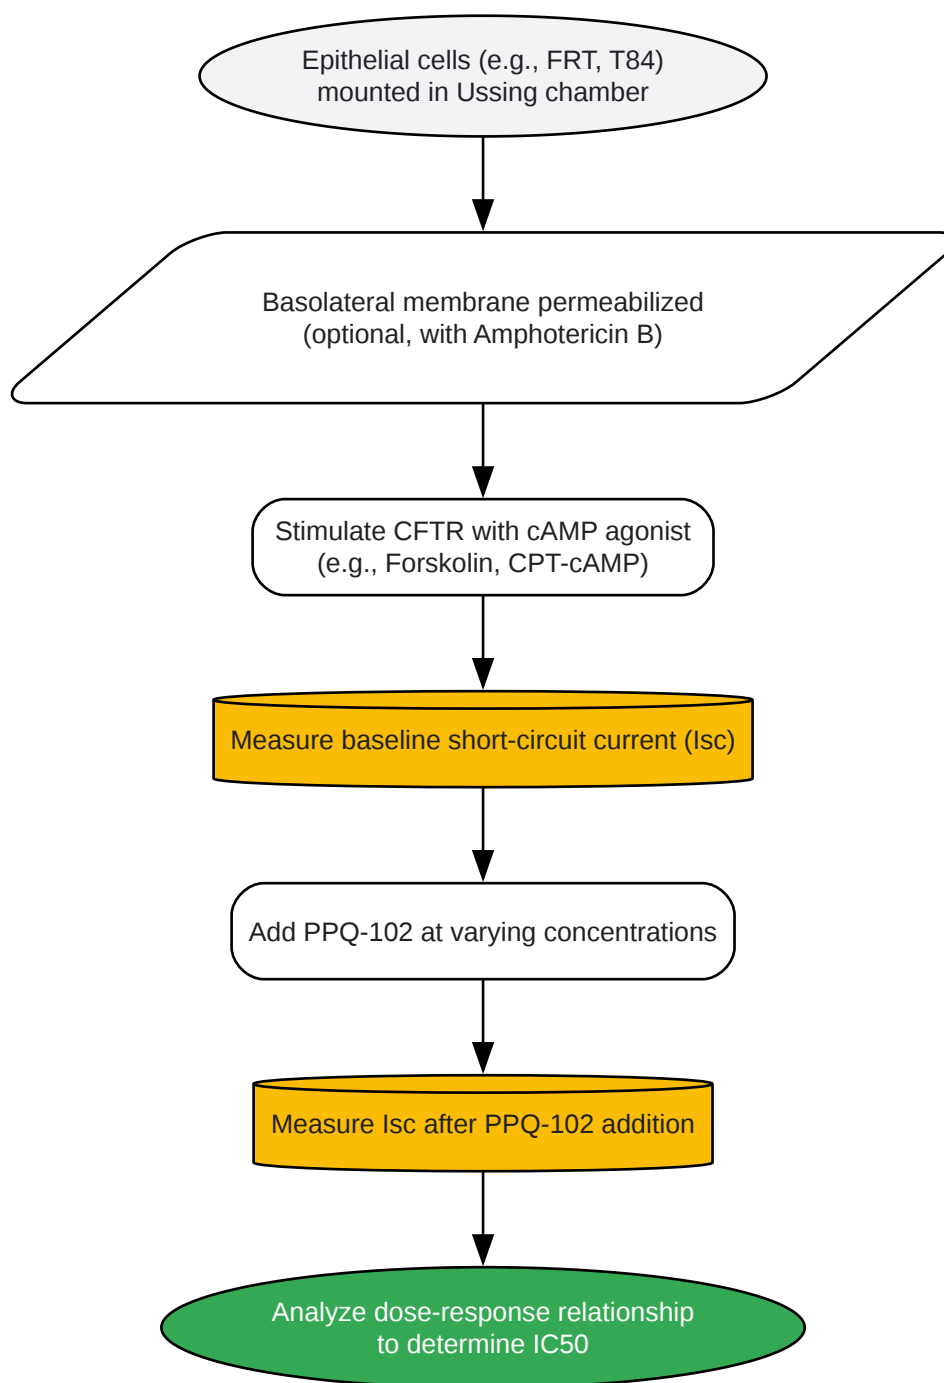 Epithelial cells (e.g., FRT, T84)
mounted in Ussing chamber
Basolateral membrane permeabilized
(optional, with Amphotericin B)
Stimulate CFTR with cAMP agonist
(e.g., Forskolin, CPT-cAMP)
Measure baseline short-circuit current (Isc)
Add PPQ-102 at varying concentrations
Measure Isc after PPQ-102 addition
Analyze dose-response relationship
to determine IC50